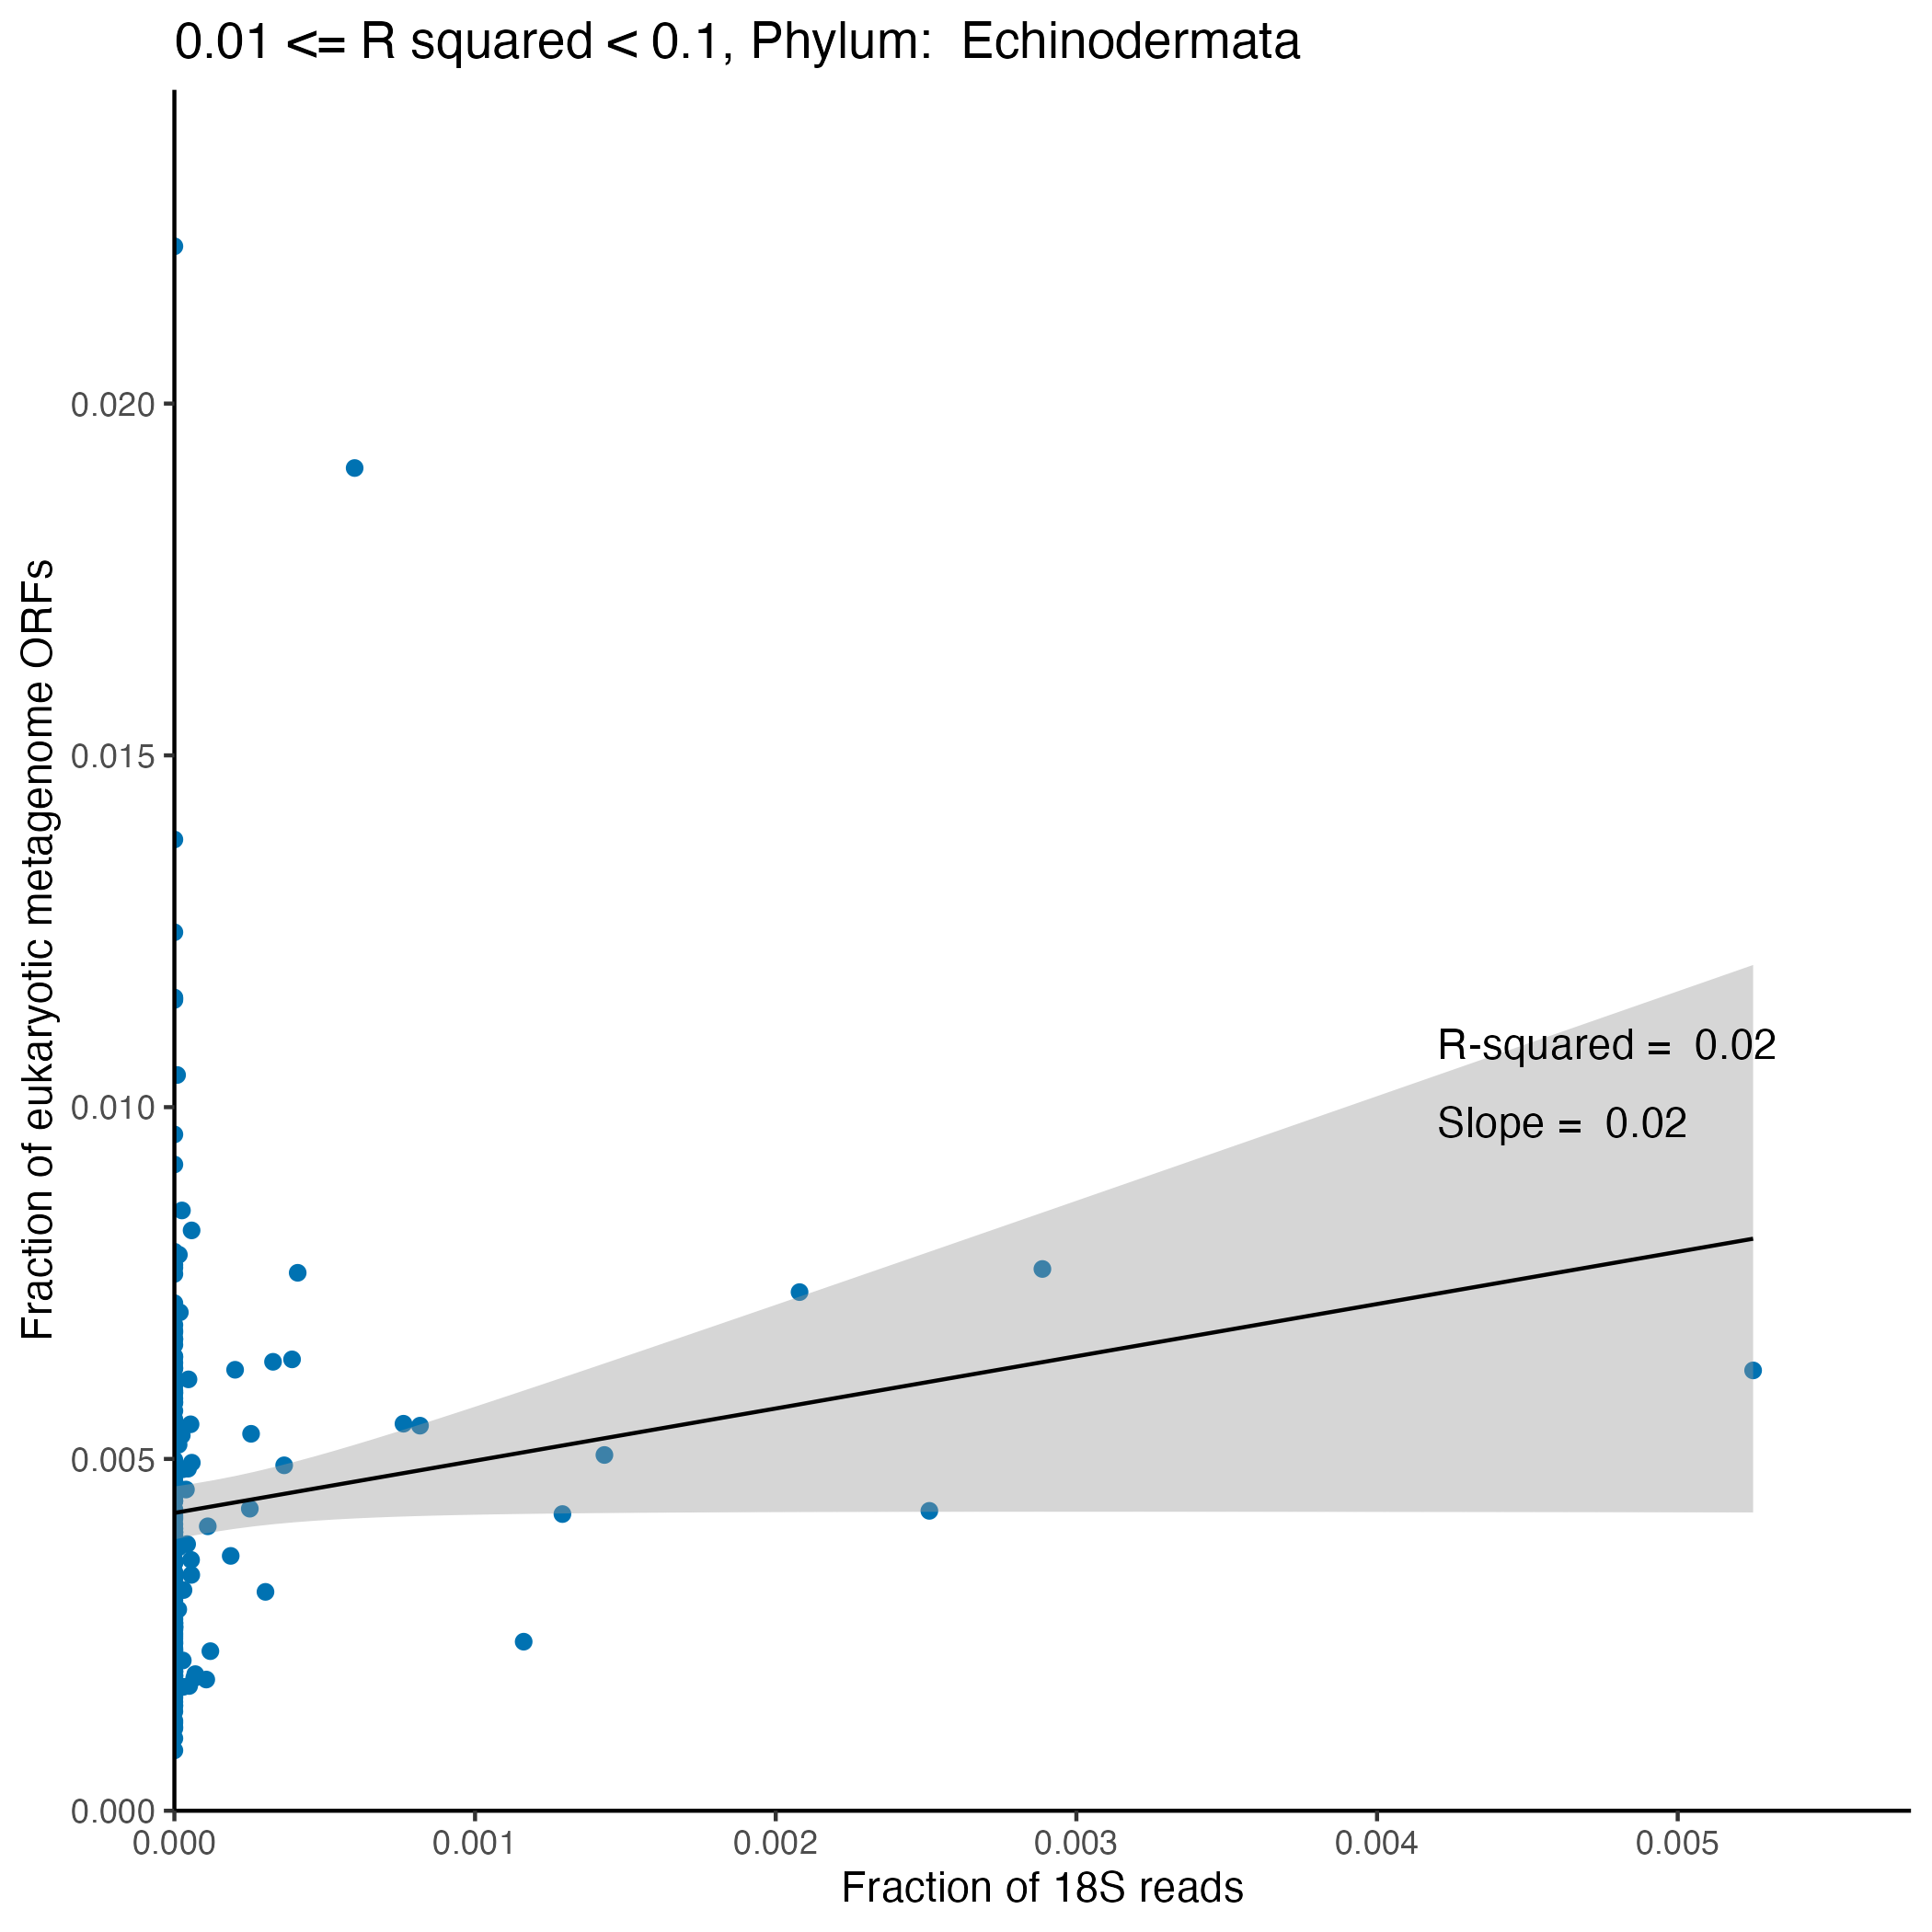 0.01 <= R squared < 0.1, Phylum:  Echinodermata
Fraction of eukaryotic metagenome ORFs
0.020
0.015
0.010
0.005
0.000
R-squared =  0.02
Slope =  0.02
0.000 0.001 0.002 0.003 0.004 0.005
Fraction of 18S reads